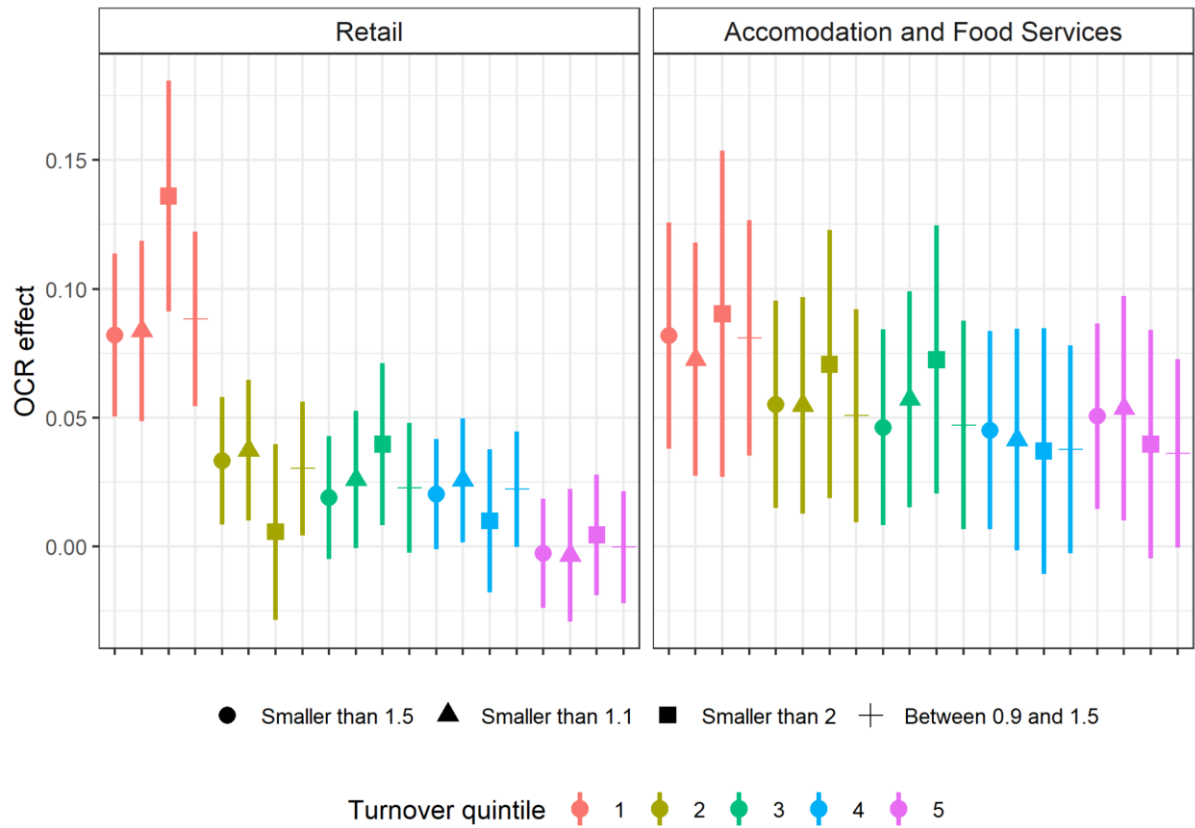 Retail
Accomodation and Food Services
OCR effect
0.15
0.10
0.05
0.00
Smaller than 1.5 Smaller than 1.1 Smaller than 2 Between 0.9 and 1.5
Turnover quintile 1 2 3 4 5